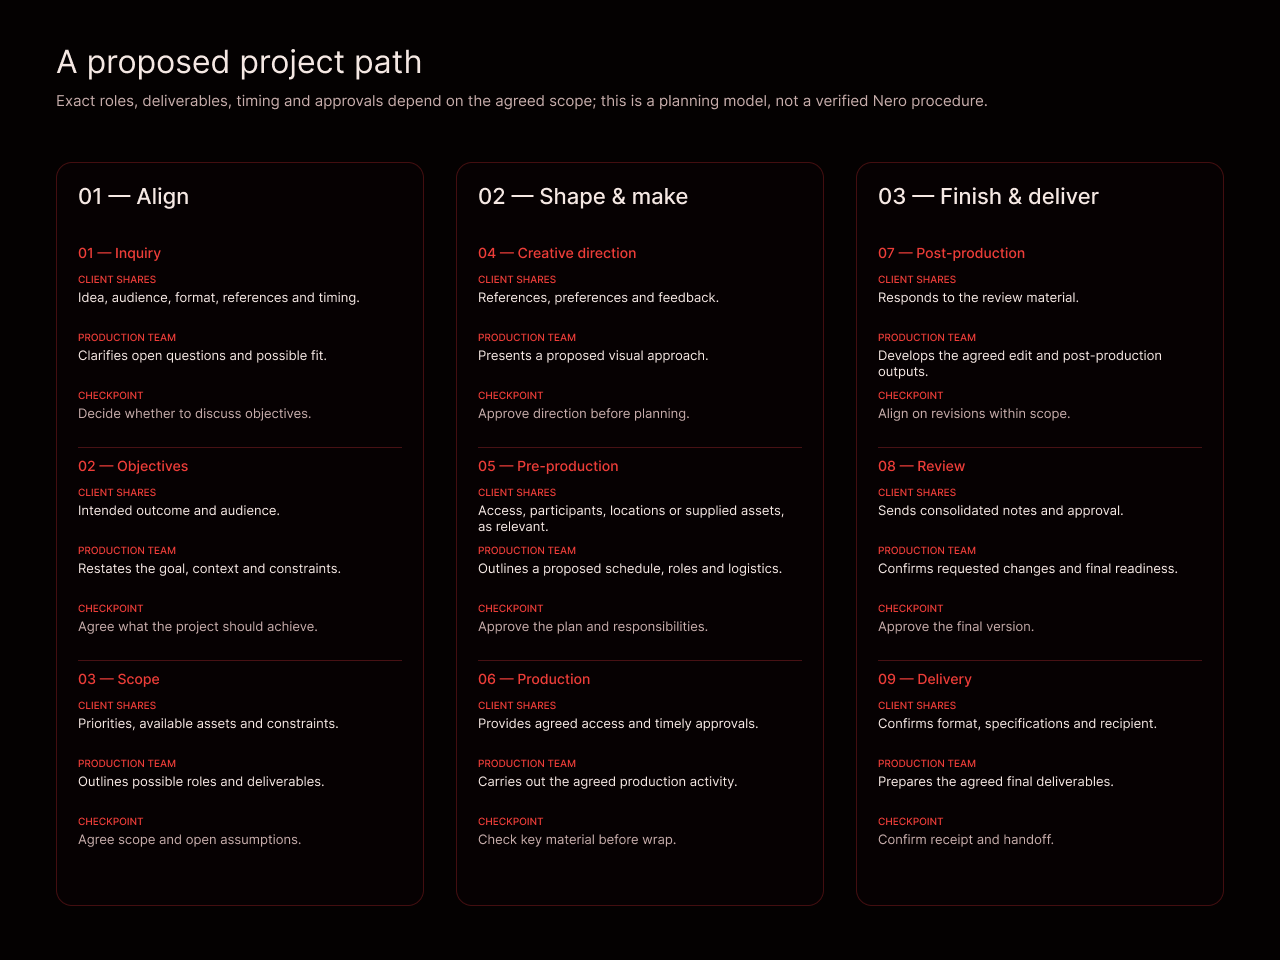 A proposed project path
Exact roles, deliverables, timing and approvals depend on the agreed scope; this is a planning model, not a verified Nero procedure.
01 — Align
01 — Inquiry
CLIENT SHARES
Idea, audience, format, references and timing.
PRODUCTION TEAM
Clarifies open questions and possible fit.
CHECKPOINT
Decide whether to discuss objectives.
02 — Objectives
CLIENT SHARES
Intended outcome and audience.
PRODUCTION TEAM
Restates the goal, context and constraints.
CHECKPOINT
Agree what the project should achieve.
03 — Scope
CLIENT SHARES
Priorities, available assets and constraints.
PRODUCTION TEAM
Outlines possible roles and deliverables.
CHECKPOINT
Agree scope and open assumptions.
02 — Shape & make
04 — Creative direction
CLIENT SHARES
References, preferences and feedback.
PRODUCTION TEAM
Presents a proposed visual approach.
CHECKPOINT
Approve direction before planning.
05 — Pre-production
CLIENT SHARES
Access, participants, locations or supplied assets,
as relevant.
PRODUCTION TEAM
Outlines a proposed schedule, roles and logistics.
CHECKPOINT
Approve the plan and responsibilities.
06 — Production
CLIENT SHARES
Provides agreed access and timely approvals.
PRODUCTION TEAM
Carries out the agreed production activity.
CHECKPOINT
Check key material before wrap.
03 — Finish & deliver
07 — Post-production
CLIENT SHARES
Responds to the review material.
PRODUCTION TEAM
Develops the agreed edit and post-production
outputs.
CHECKPOINT
Align on revisions within scope.
08 — Review
CLIENT SHARES
Sends consolidated notes and approval.
PRODUCTION TEAM
Confirms requested changes and final readiness.
CHECKPOINT
Approve the final version.
09 — Delivery
CLIENT SHARES
Confirms format, specifications and recipient.
PRODUCTION TEAM
Prepares the agreed final deliverables.
CHECKPOINT
Confirm receipt and handoff.